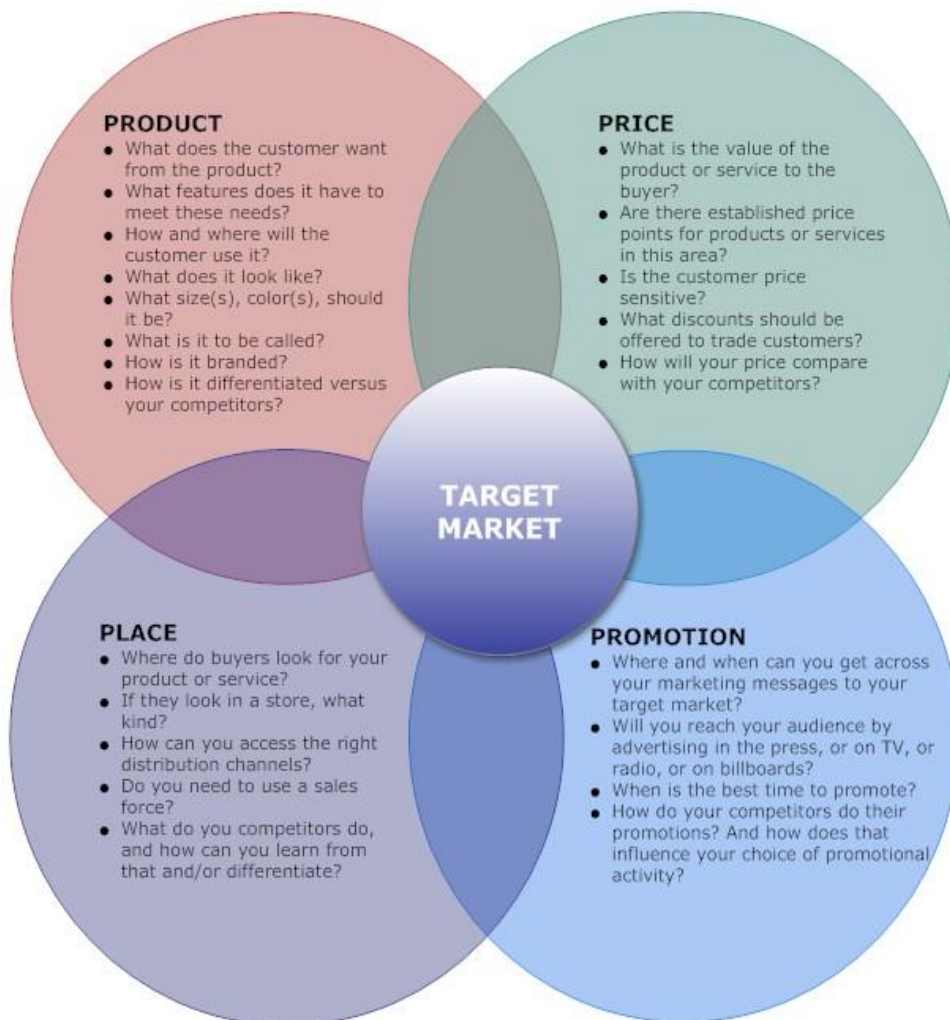 PRODUCT
● What does the customer want
from the product?
● What features does it have to
meet these needs?
● How and where will the
customer use it?
● What does it look like?
● What size(s), color(s), should
it be?
● What is it to be called?
● How is it branded?
● How is it differentiated versus
your competitors?
PRICE
● What is the value of the
product or service to the
buyer?
● Are there established price
points for products or services
in this area?
● Is the customer price
sensitive?
● What discounts should be
offered to trade customers?
● How will your price compare
with your competitors?
TARGET
MARKET
PLACE
● Where do buyers look for your
product or service?
● If they look in a store, what
kind?
● How can you access the right
distribution channels?
● Do you need to use a sales
force?
● What do you competitors do,
and how can you learn from
that and/or differentiate?
PROMOTION
● Where and when can you get across
your marketing messages to your
target market?
● Will you reach your audience by
advertising in the press, or on TV, or
radio, or on billboards?
● When is the best time to promote?
● How do your competitors do their
promotions? And how does that
influence your choice of promotional
activity?